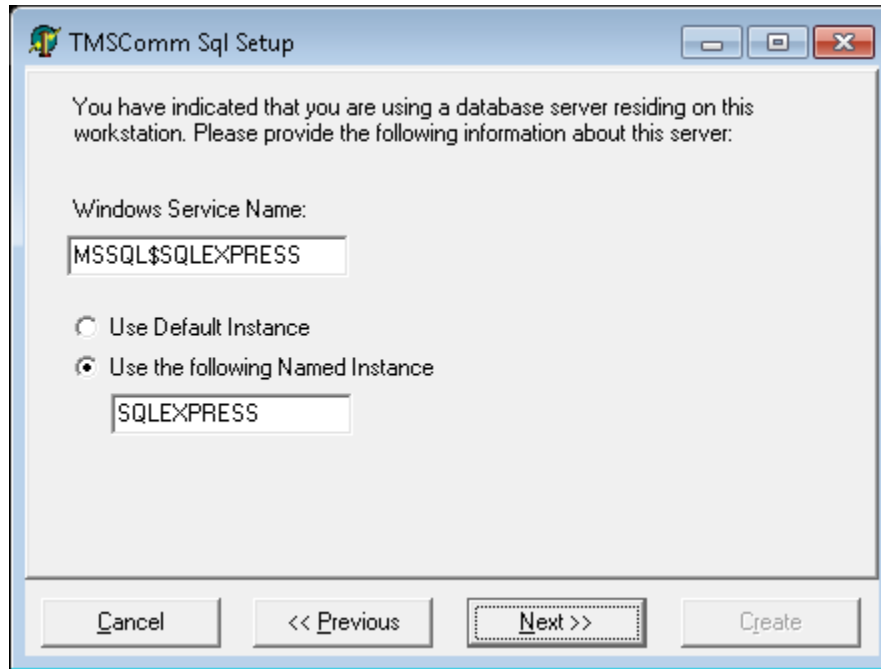 TMSComm Sql Setup
You have indicated that you are using a database server residing on this
workstation. Please provide the following information about this server:
Windows Service Name:
MSSQL$SQLEXPRESS
Use Default Instance
Use the following Named Instance
SQLEXPRESS
Cancel << Previous Next >> Create